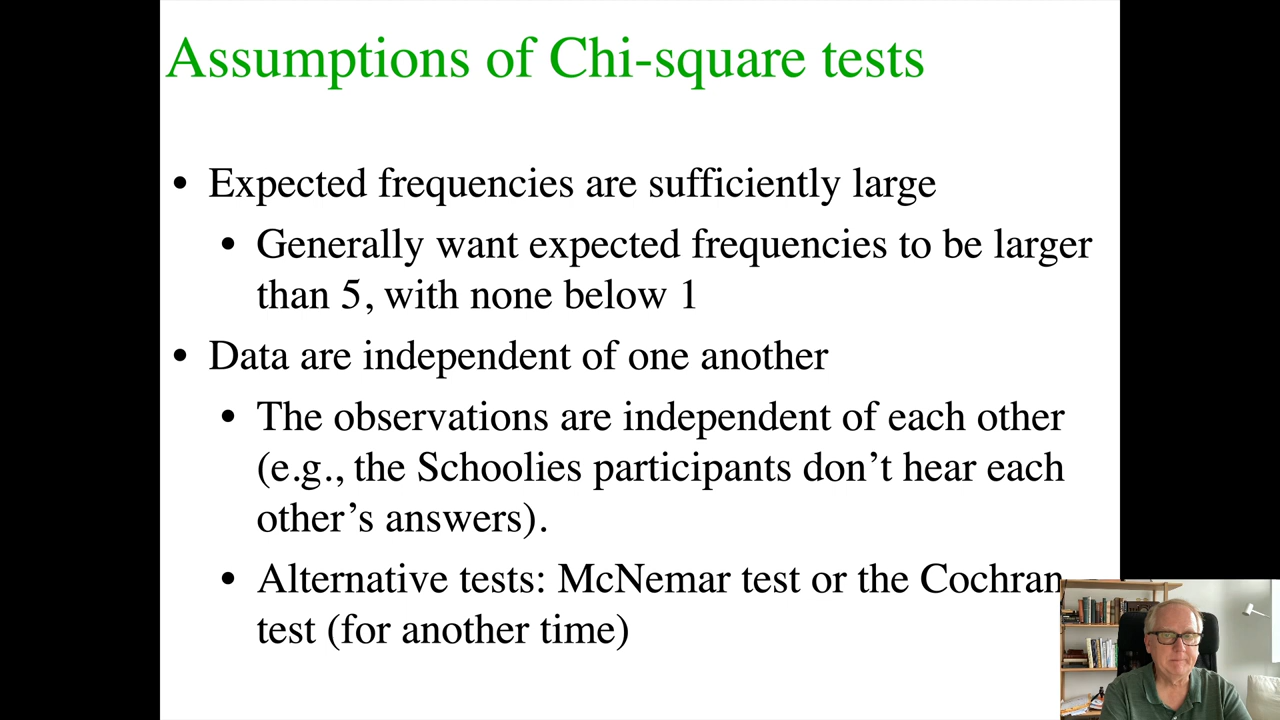 Assumptions of Chi-square tests
• Expected frequencies are sufficiently large
• Generally want expected frequencies to be larger
than 5, with none below 1
• Data are independent of one another
• The observations are independent of each other
(e.g., the Schoolies participants don’t hear each
other’s answers).
• Alternative tests: McNemar test or the Cochran
test (for another time)